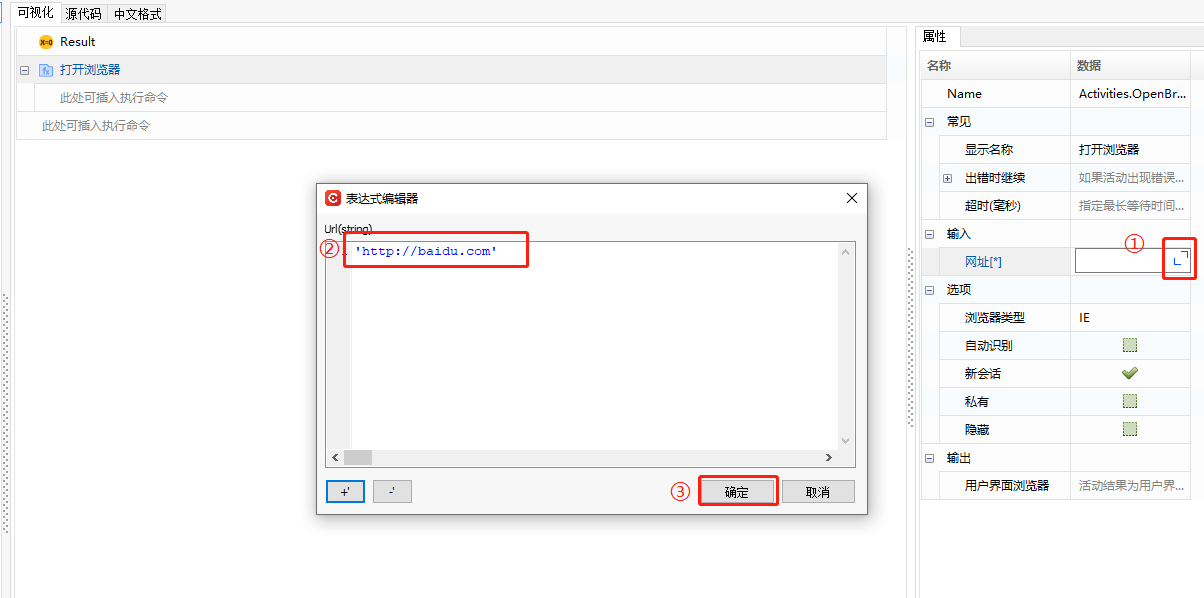 可视化 源代码 中文格式
x=0 Result
fx 打开浏览器
此处可插入执行命令
此处可插入执行命令
表达式编辑器
Url(string)
② 'http://baidu.com'
+' -'
③ 确定 取消
属性
名称 数据
Name Activities.OpenBr...
常见
显示名称 打开浏览器
出错时继续 如果活动出现错误...
超时(毫秒) 指定最长等待时间...
输入
①
网址[*]
选项
浏览器类型 IE
自动识别
新会话
私有
隐藏
输出
用户界面浏览器 活动结果为用户界...